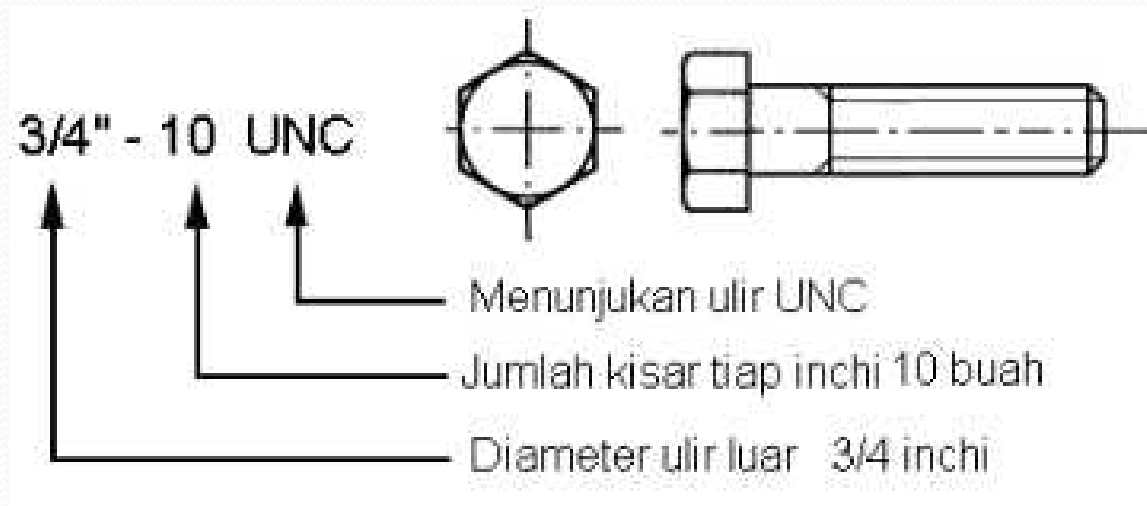 3/4" - 10 UNC
Menunjukan ulir UNC
Jumlah kisar tiap inchi 10 buah
Diameter ulir luar 3/4 inchi